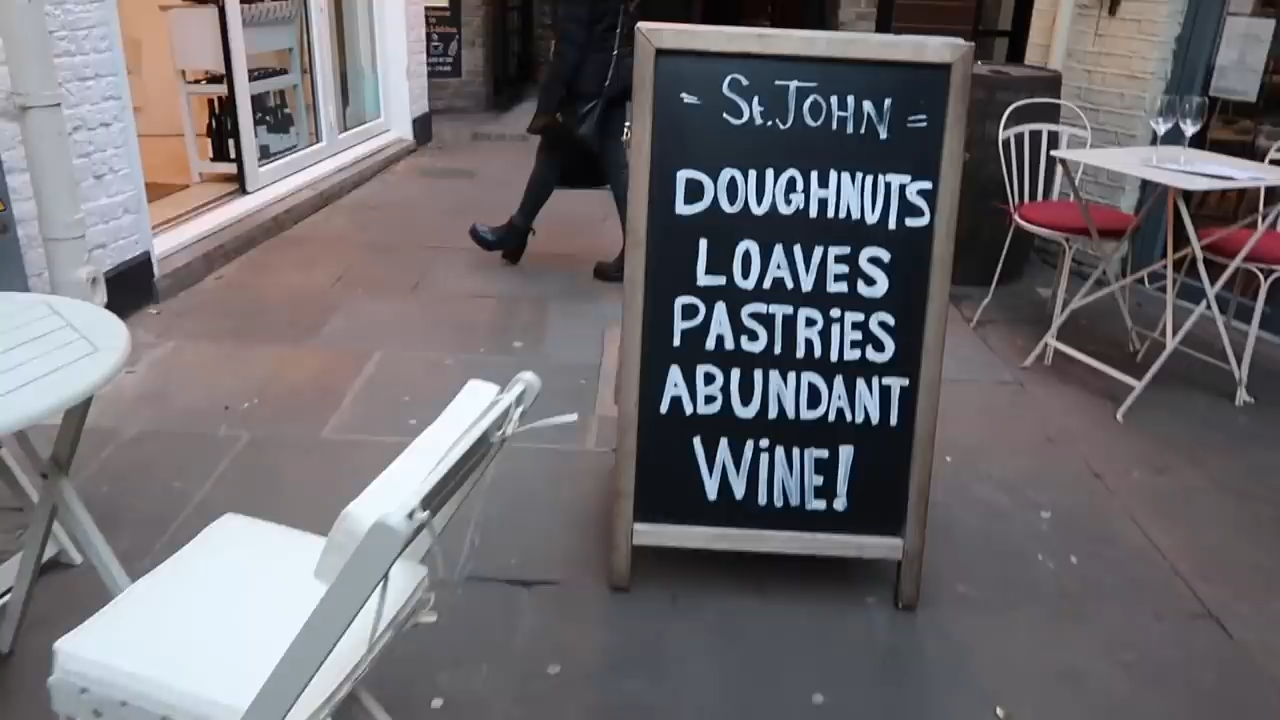 = St. JOHN =
DOUGHNUTS
LOAVES
PASTRiES
ABUNDANT
WiNE!